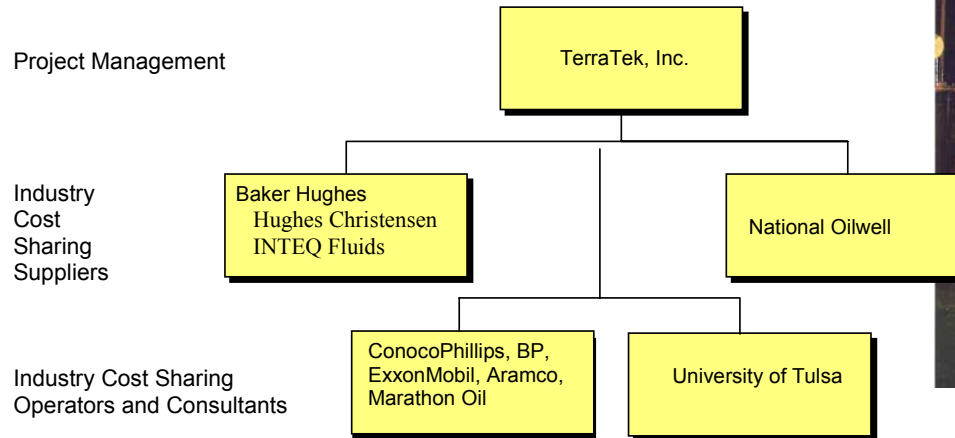 Project Management
TerraTek, Inc.
Industry
Cost
Sharing
Suppliers
Baker Hughes
Hughes Christensen
INTEQ Fluids
National Oilwell
Industry Cost Sharing
Operators and Consultants
ConocoPhillips, BP,
ExxonMobil, Aramco,
Marathon Oil
University of Tulsa